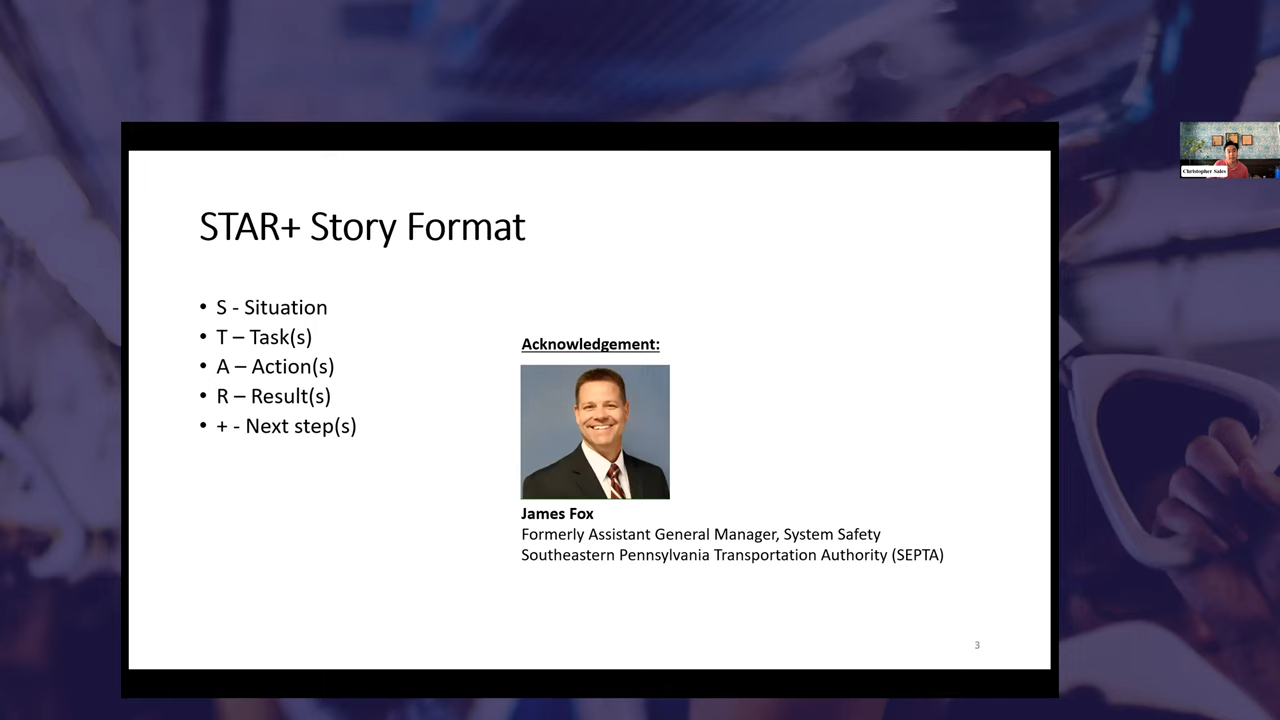 STAR+ Story Format
• S - Situation
• T – Task(s)
• A – Action(s)
• R – Result(s)
• + - Next step(s)
Acknowledgement:
James Fox
Formerly Assistant General Manager, System Safety
Southeastern Pennsylvania Transportation Authority (SEPTA)
3
Christopher Sales